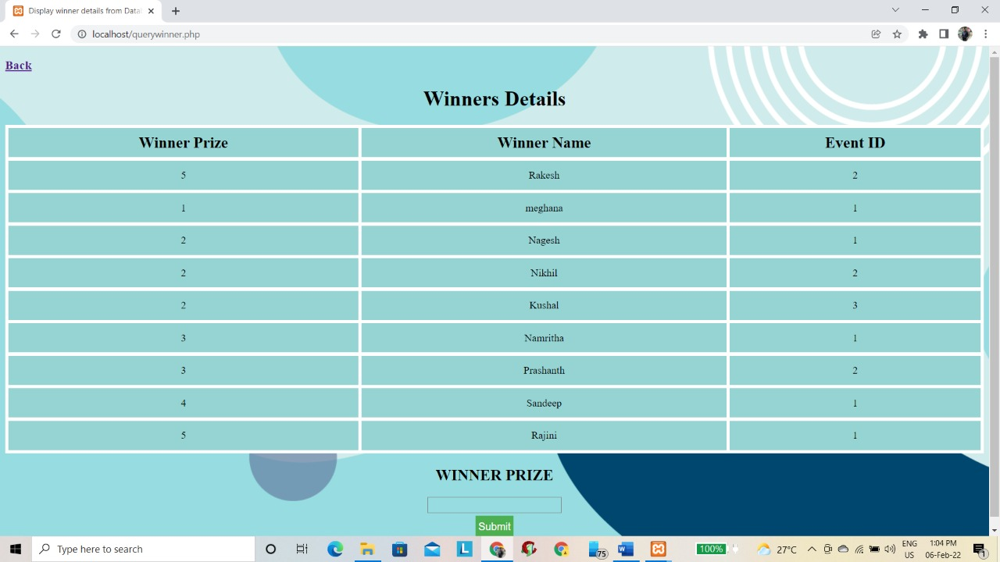 Display winner details from Data
localhost/querywinner.php
Back
Winners Details
Winner Prize Winner Name Event ID
5 Rakesh 2
1 meghana 1
2 Nagesh 1
2 Nikhil 2
2 Kushal 3
3 Namritha 1
3 Prashanth 2
4 Sandeep 1
5 Rajini 1
WINNER PRIZE
Submit
Type here to search
L
75
W
100%
27°C
ENG
US
1:04 PM
06-Feb-22
1